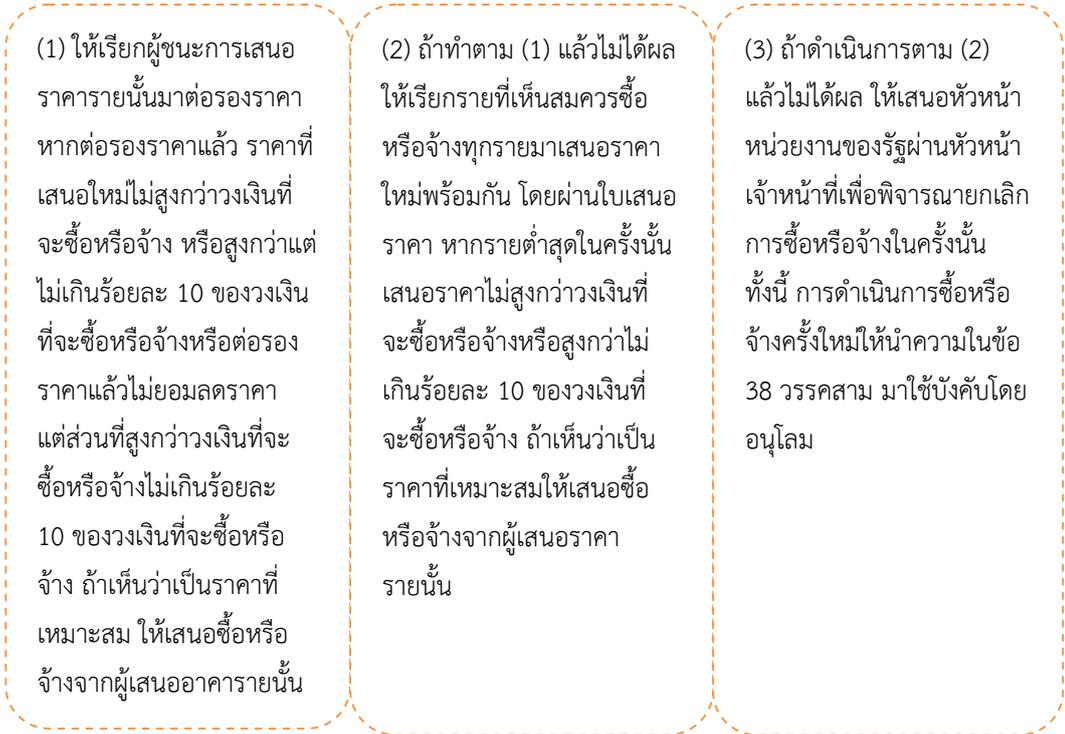 (1) ให้เรียกผู้ชนะการเสนอ
ราคารายนั้นมาต่อรองราคา
หากต่อรองราคาแล้ว ราคาที่
เสนอใหม่ไม่สูงกว่าวงเงินที่
จะซื้อหรือจ้าง หรือสูงกว่าแต่
ไม่เกินร้อยละ 10 ของวงเงิน
ที่จะซื้อหรือจ้างหรือต่อรอง
ราคาแล้วไม่ยอมลดราคา
แต่ส่วนที่สูงกว่าวงเงินที่จะ
ซื้อหรือจ้างไม่เกินร้อยละ
10 ของวงเงินที่จะซื้อหรือ
จ้าง ถ้าเห็นว่าเป็นราคาที่
เหมาะสม ให้เสนอซื้อหรือ
จ้างจากผู้เสนออาคารายนั้น
(2) ถ้าทำตาม (1) แล้วไม่ได้ผล
ให้เรียกรายที่เห็นสมควรซื้อ
หรือจ้างทุกรายมาเสนอราคา
ใหม่พร้อมกัน โดยผ่านใบเสนอ
ราคา หากรายต่ำสุดในครั้งนั้น
เสนอราคาไม่สูงกว่าวงเงินที่
จะซื้อหรือจ้างหรือสูงกว่าไม่
เกินร้อยละ 10 ของวงเงินที่
จะซื้อหรือจ้าง ถ้าเห็นว่าเป็น
ราคาที่เหมาะสมให้เสนอซื้อ
หรือจ้างจากผู้เสนอราคา
รายนั้น
(3) ถ้าดำเนินการตาม (2)
แล้วไม่ได้ผล ให้เสนอหัวหน้า
หน่วยงานของรัฐผ่านหัวหน้า
เจ้าหน้าที่เพื่อพิจารณายกเลิก
การซื้อหรือจ้างในครั้งนั้น
ทั้งนี้ การดำเนินการซื้อหรือ
จ้างครั้งใหม่ให้นำความในข้อ
38 วรรคสาม มาใช้บังคับโดย
อนุโลม